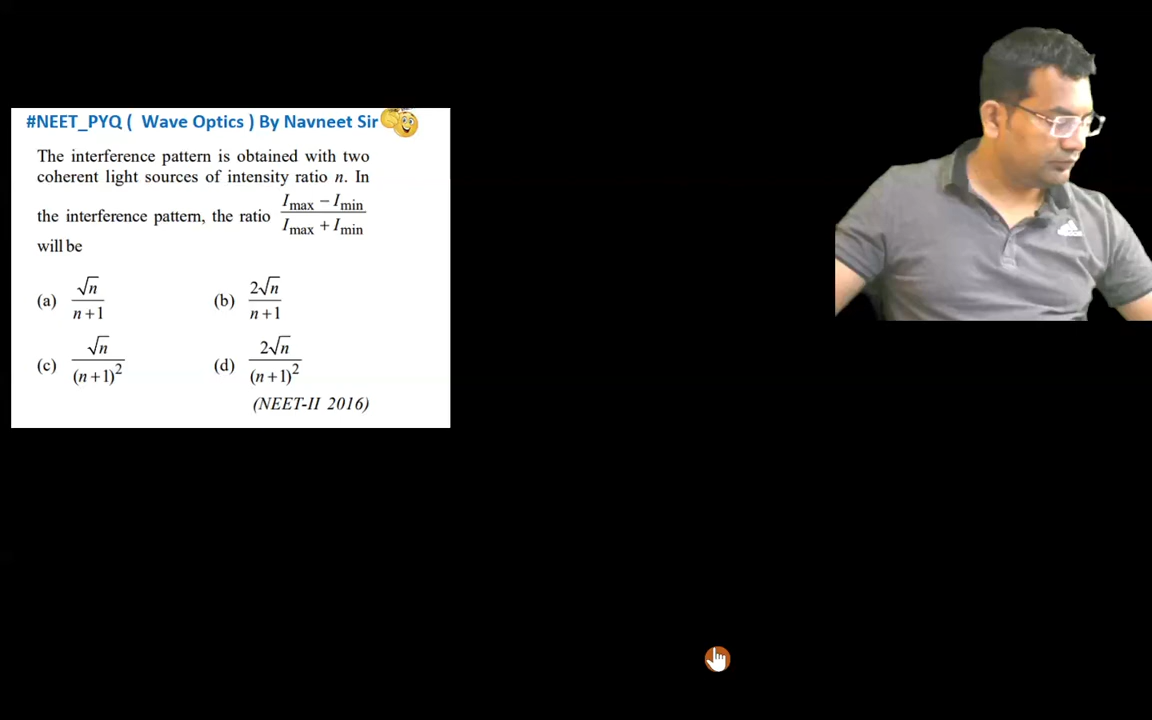 #NEET_PYQ ( Wave Optics ) By Navneet Sir
The interference pattern is obtained with two
coherent light sources of intensity ratio n. In
the interference pattern, the ratio (I_max − I_min)/(I_max + I_min)
will be
(a) √n/(n+1) (b) 2√n/(n+1)
(c) √n/(n+1)² (d) 2√n/(n+1)²
(NEET-II 2016)